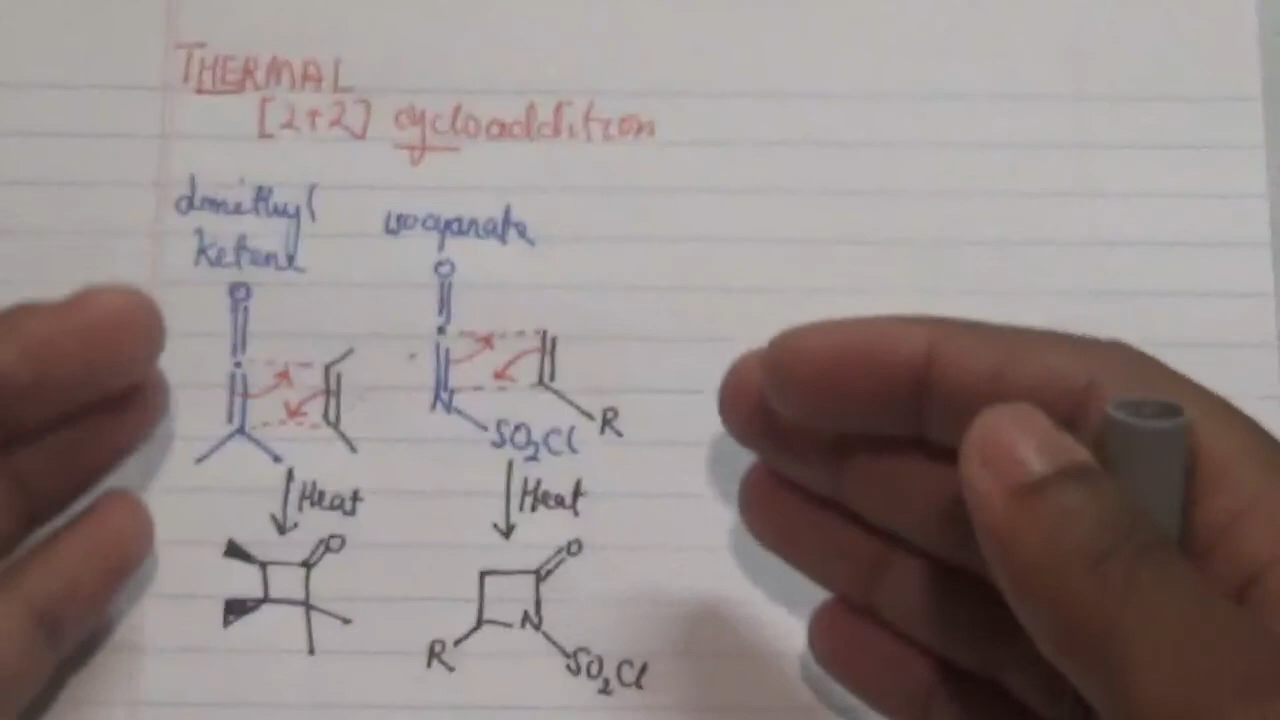 THERMAL
[2+2] cycloaddition
dimethyl
ketene
isocyanate
O
O
N
SO2Cl
R
Heat
Heat
O
O
N
R
SO2Cl